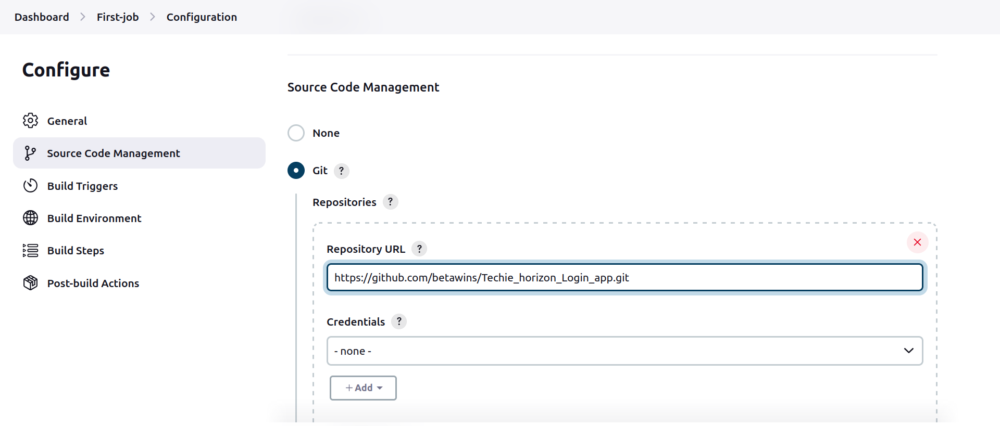 Dashboard > First-job > Configuration
Configure
General
Source Code Management
Build Triggers
Build Environment
Build Steps
Post-build Actions
Source Code Management
None
Git ?
Repositories ?
Repository URL ?
https://github.com/betawins/Techie_horizon_Login_app.git
Credentials ?
- none -
+ Add